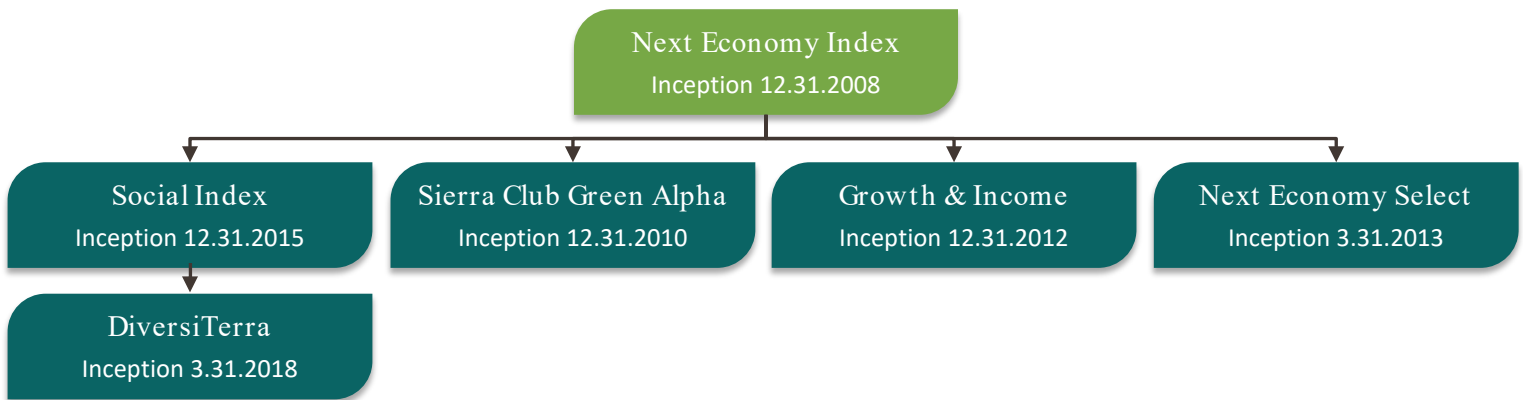 Next Economy Index
Inception 12.31.2008
Social Index
Inception 12.31.2015
Sierra Club Green Alpha
Inception 12.31.2010
Growth & Income
Inception 12.31.2012
Next Economy Select
Inception 3.31.2013
DiversiTerra
Inception 3.31.2018